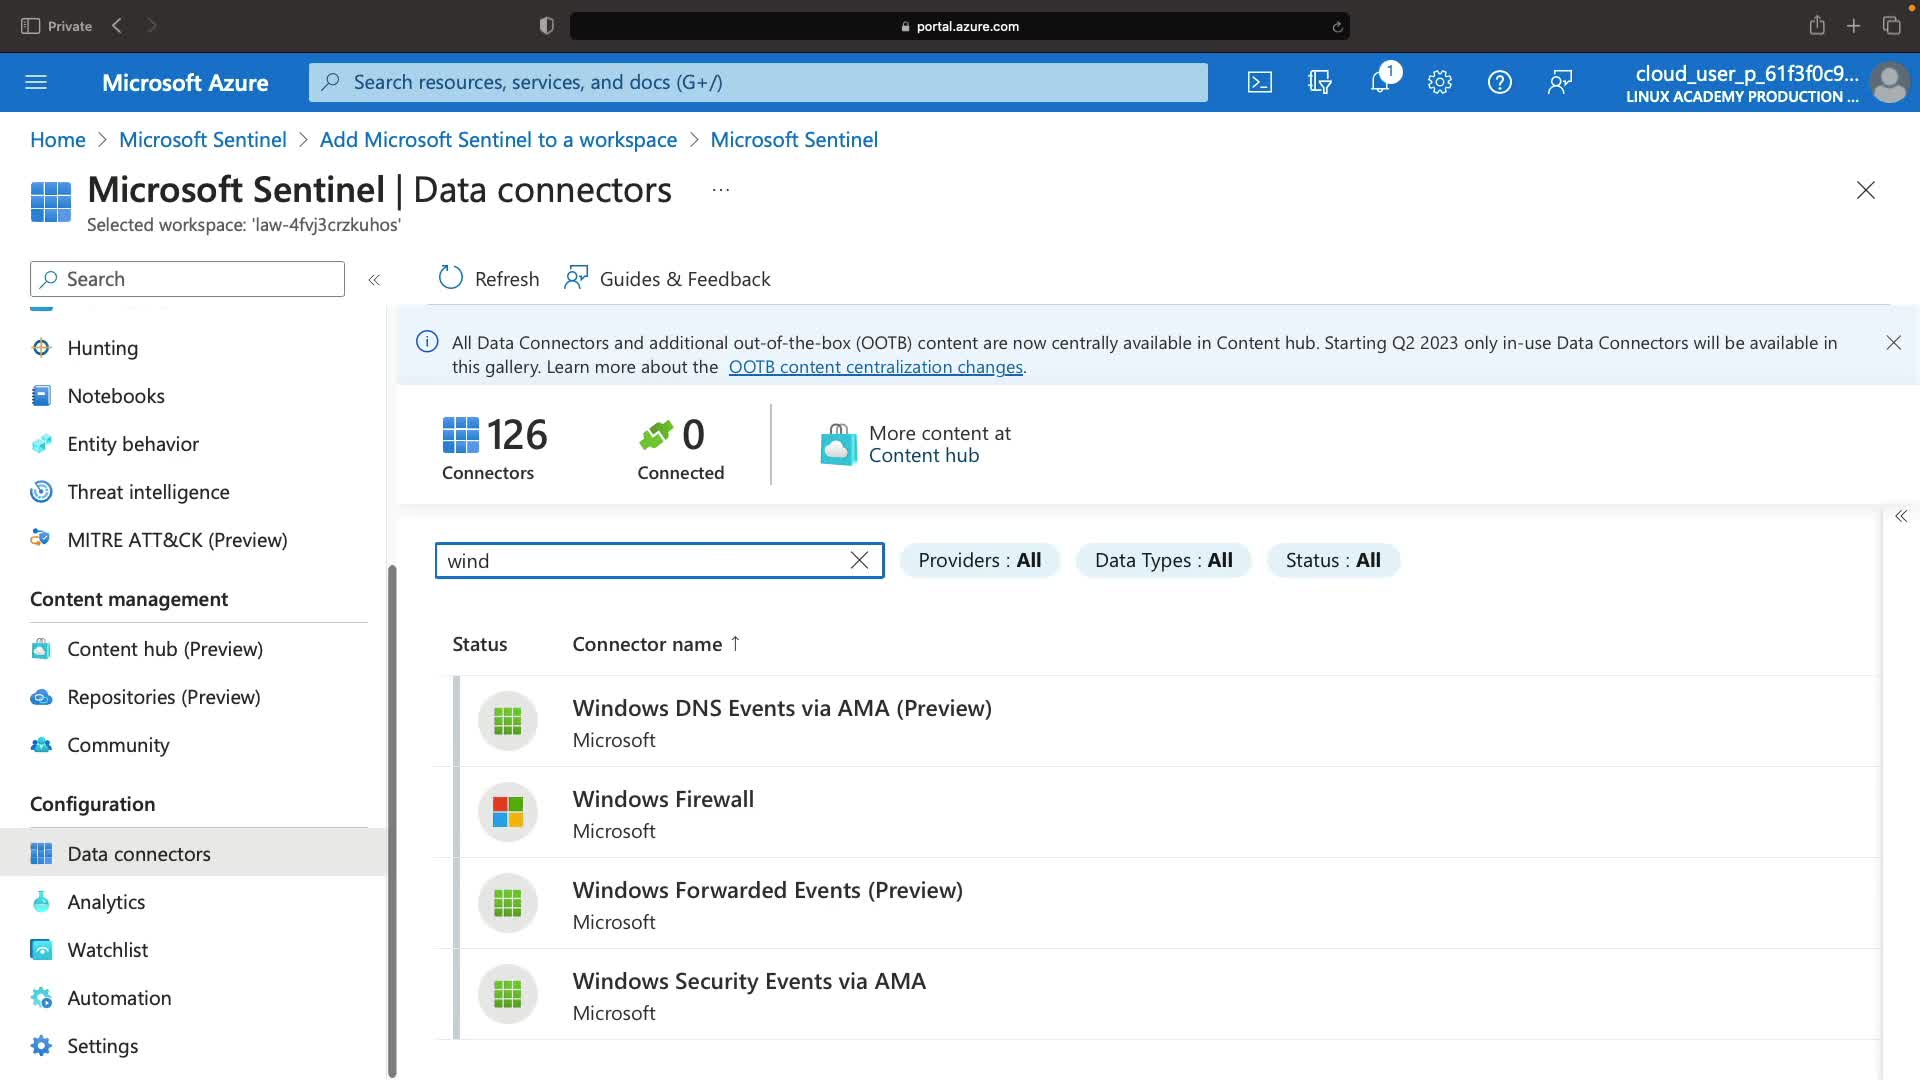 Private
portal.azure.com
Microsoft Azure
Search resources, services, and docs (G+/)
1
cloud_user_p_61f3f0c9...
LINUX ACADEMY PRODUCTION ...
Home > Microsoft Sentinel > Add Microsoft Sentinel to a workspace > Microsoft Sentinel
Microsoft Sentinel | Data connectors ...
Selected workspace: 'law-4fvj3crzkuhos'
Search
«
Refresh
Guides & Feedback
Hunting
Notebooks
Entity behavior
Threat intelligence
MITRE ATT&CK (Preview)
Content management
Content hub (Preview)
Repositories (Preview)
Community
Configuration
Data connectors
Analytics
Watchlist
Automation
Settings
All Data Connectors and additional out-of-the-box (OOTB) content are now centrally available in Content hub. Starting Q2 2023 only in-use Data Connectors will be available in
this gallery. Learn more about the OOTB content centralization changes.
126
Connectors
0
Connected
More content at
Content hub
«
wind
Providers : All
Data Types : All
Status : All
Status
Connector name ↑
Windows DNS Events via AMA (Preview)
Microsoft
Windows Firewall
Microsoft
Windows Forwarded Events (Preview)
Microsoft
Windows Security Events via AMA
Microsoft